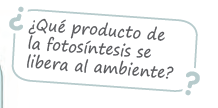 ¿Qué producto de
la fotosíntesis se
libera al ambiente?